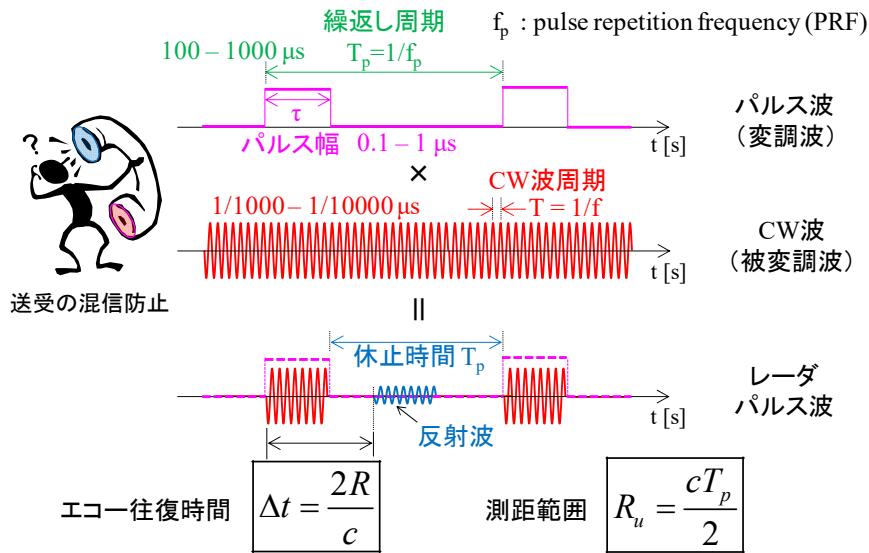 繰返し周期
f_p : pulse repetition frequency (PRF)
100 – 1000 μs
T_p=1/f_p
τ
パルス幅 0.1 – 1 μs
t [s]
パルス波
（変調波）
?
×
CW波周期
1/1000 – 1/10000 μs
T = 1/f
t [s]
CW波
（被変調波）
送受の混信防止
=
休止時間 T_p
t [s]
レーダ
パルス波
反射波
エコー往復時間 Δt = 2R/c
測距範囲 R_u = cT_p/2